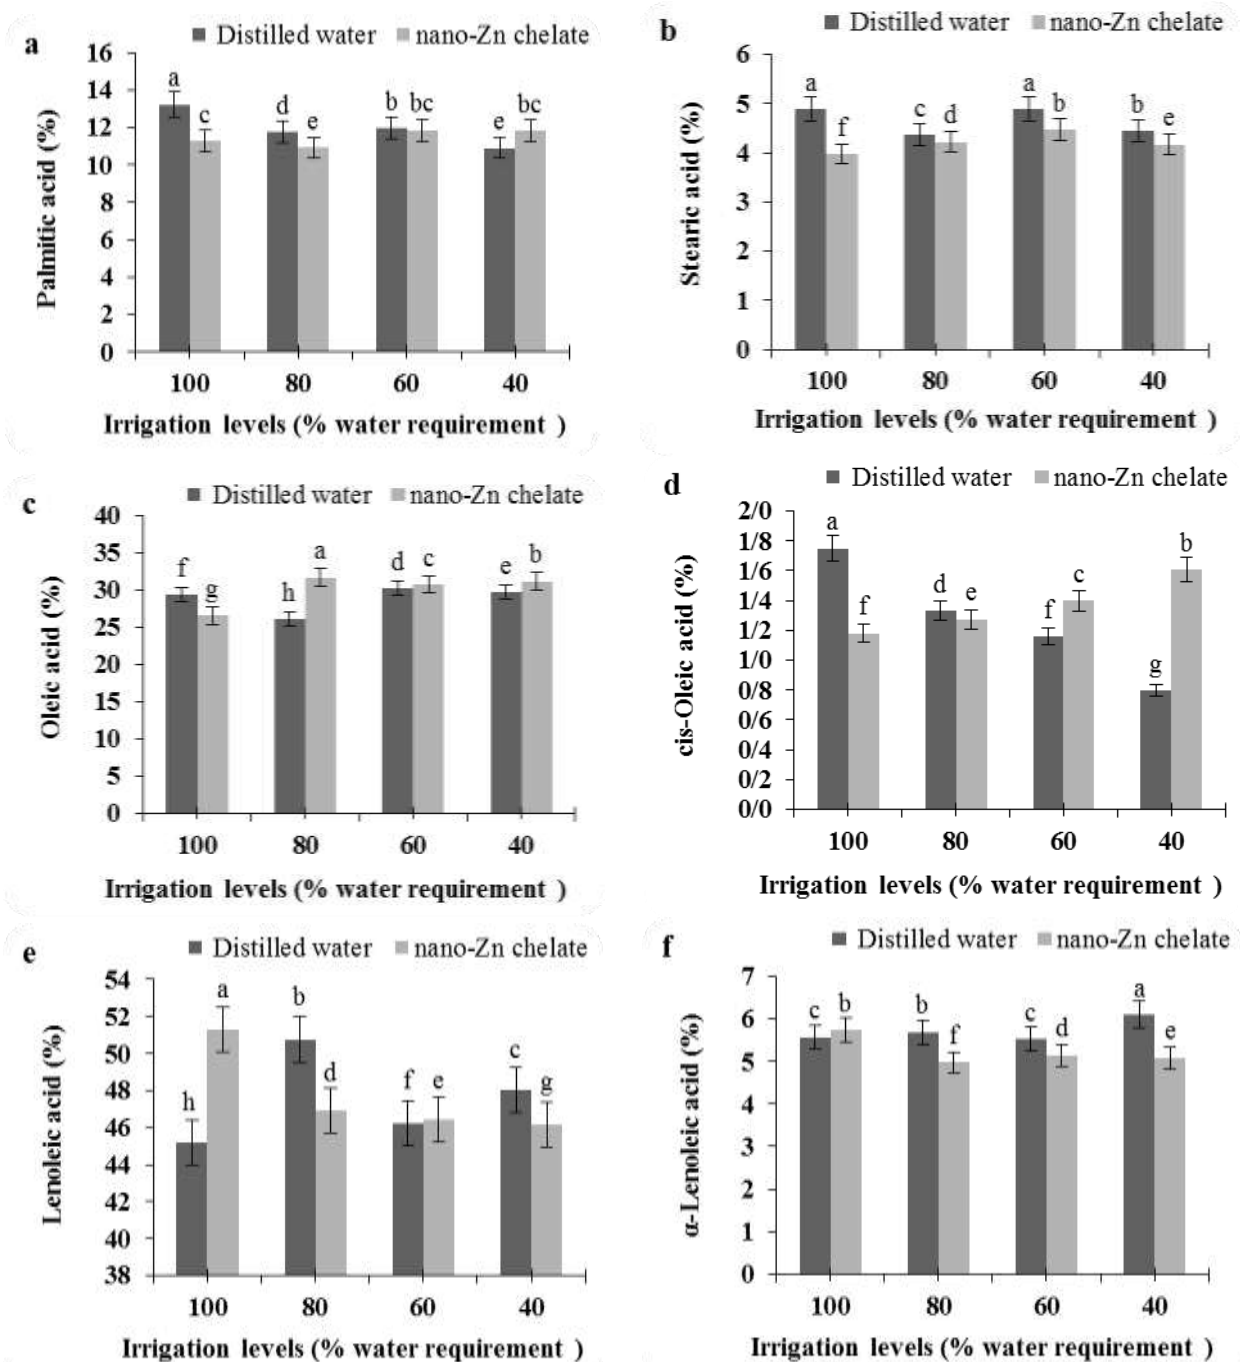 a
Distilled water nano-Zn chelate
Palmitic acid (%)
16
14
12
10
8
6
4
2
0
a c d e b bc e bc
100 80 60 40
Irrigation levels (% water requirement )
b
Distilled water nano-Zn chelate
Stearic acid (%)
6
5
4
3
2
1
0
a f c d a b b e
100 80 60 40
Irrigation levels (% water requirement )
c
Distilled water nano-Zn chelate
Oleic acid (%)
40
35
30
25
20
15
10
5
0
f g h a d c e b
100 80 60 40
Irrigation levels (% water requirement )
d
Distilled water nano-Zn chelate
cis-Oleic acid (%)
2/0
1/8
1/6
1/4
1/2
1/0
0/8
0/6
0/4
0/2
0/0
a f d e f c g b
100 80 60 40
Irrigation levels (% water requirement )
e
Distilled water nano-Zn chelate
Lenoleic acid (%)
54
52
50
48
46
44
42
40
38
h a b d f e c g
100 80 60 40
Irrigation levels (% water requirement )
f
Distilled water nano-Zn chelate
α-Lenoleic acid (%)
7
6
5
4
3
2
1
0
c b b f c d a e
100 80 60 40
Irrigation levels (% water requirement )